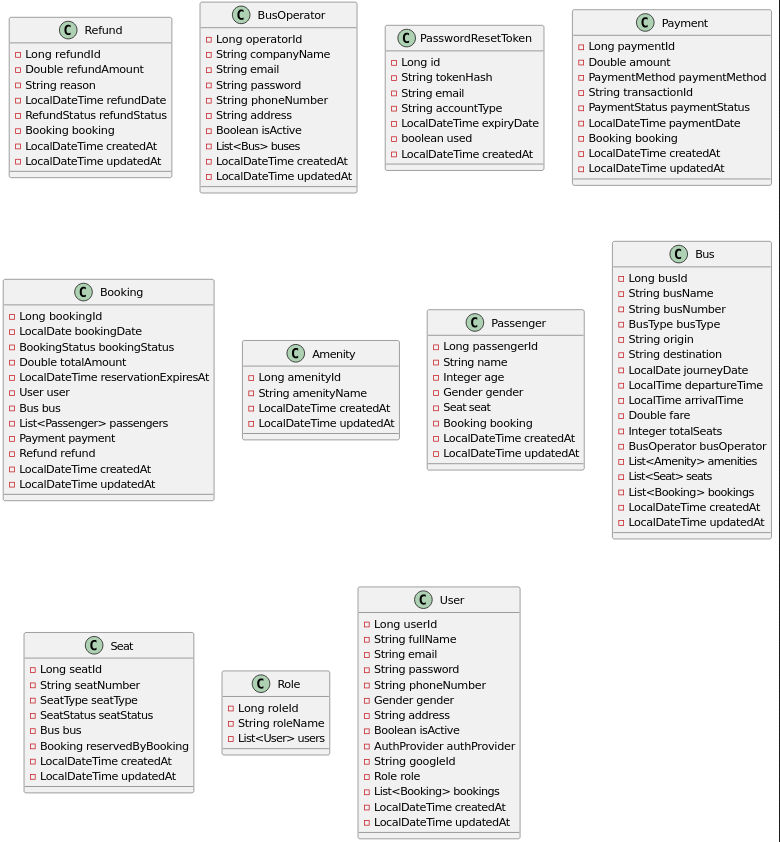 C Refund
Long refundId
Double refundAmount
String reason
LocalDateTime refundDate
RefundStatus refundStatus
Booking booking
LocalDateTime createdAt
LocalDateTime updatedAt
C BusOperator
Long operatorId
String companyName
String email
String password
String phoneNumber
String address
Boolean isActive
List<Bus> buses
LocalDateTime createdAt
LocalDateTime updatedAt
C PasswordResetToken
Long id
String tokenHash
String email
String accountType
LocalDateTime expiryDate
boolean used
LocalDateTime createdAt
C Payment
Long paymentId
Double amount
PaymentMethod paymentMethod
String transactionId
PaymentStatus paymentStatus
LocalDateTime paymentDate
Booking booking
LocalDateTime createdAt
LocalDateTime updatedAt
C Booking
Long bookingId
LocalDate bookingDate
BookingStatus bookingStatus
Double totalAmount
LocalDateTime reservationExpiresAt
User user
Bus bus
List<Passenger> passengers
Payment payment
Refund refund
LocalDateTime createdAt
LocalDateTime updatedAt
C Amenity
Long amenityId
String amenityName
LocalDateTime createdAt
LocalDateTime updatedAt
C Passenger
Long passengerId
String name
Integer age
Gender gender
Seat seat
Booking booking
LocalDateTime createdAt
LocalDateTime updatedAt
C Bus
Long busId
String busName
String busNumber
BusType busType
String origin
String destination
LocalDate journeyDate
LocalTime departureTime
LocalTime arrivalTime
Double fare
Integer totalSeats
BusOperator busOperator
List<Amenity> amenities
List<Seat> seats
List<Booking> bookings
LocalDateTime createdAt
LocalDateTime updatedAt
C Seat
Long seatId
String seatNumber
SeatType seatType
SeatStatus seatStatus
Bus bus
Booking reservedByBooking
LocalDateTime createdAt
LocalDateTime updatedAt
C Role
Long roleId
String roleName
List<User> users
C User
Long userId
String fullName
String email
String password
String phoneNumber
Gender gender
String address
Boolean isActive
AuthProvider authProvider
String googleId
Role role
List<Booking> bookings
LocalDateTime createdAt
LocalDateTime updatedAt